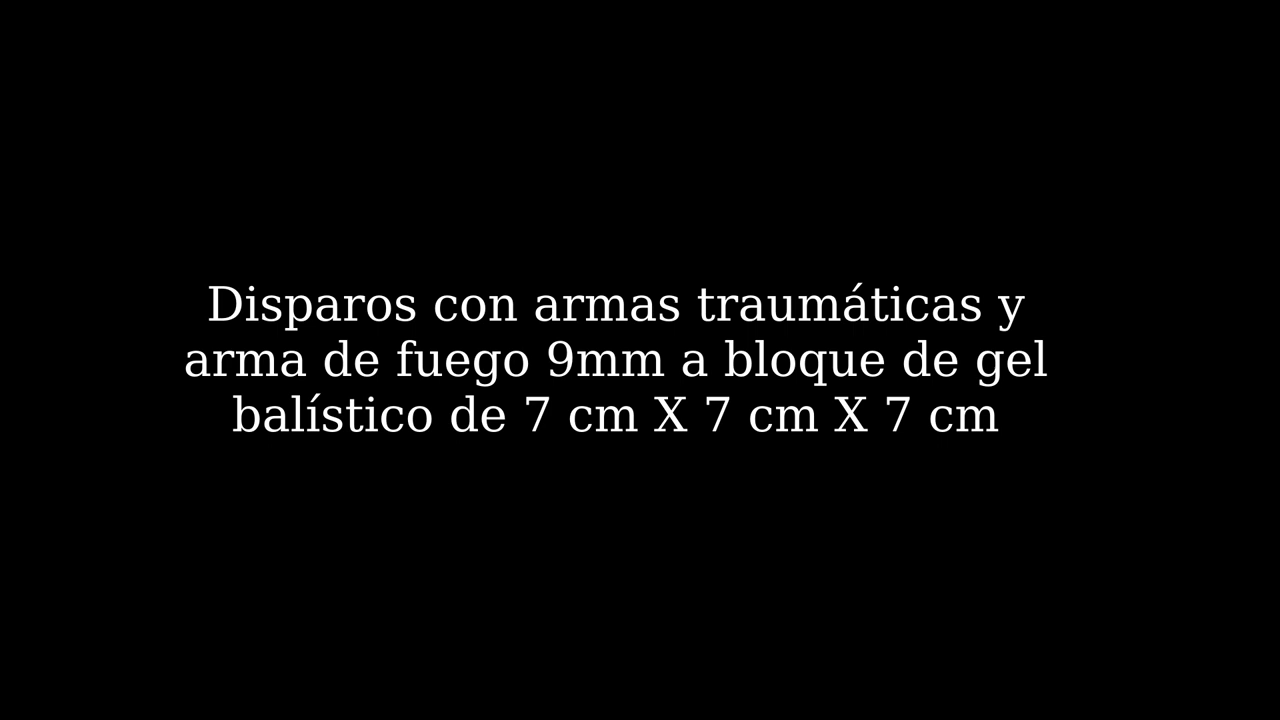 Disparos con armas traumáticas y
arma de fuego 9mm a bloque de gel
balístico de 7 cm X 7 cm X 7 cm